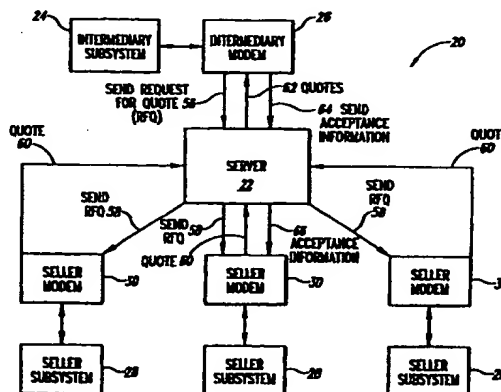 24
INTERMEDIARY
SUBSYSTEM
INTERMEDIARY
MODEM
26
20
SEND REQUEST
FOR QUOTE 56
(RFQ)
62 QUOTES
64 SEND
ACCEPTANCE
INFORMATION
QUOTE
60
SERVER
22
QUOTE
60
SEND
RFQ 58
SEND 58
RFQ
QUOTE 60
66
ACCEPTANCE
INFORMATION
SEND
RFQ
58
SELLER
MODEM
30
SELLER
MODEM
30
SELLER
MODEM
SELLER
SUBSYSTEM
28
SELLER
SUBSYSTEM
28
SELLER
SUBSYSTEM